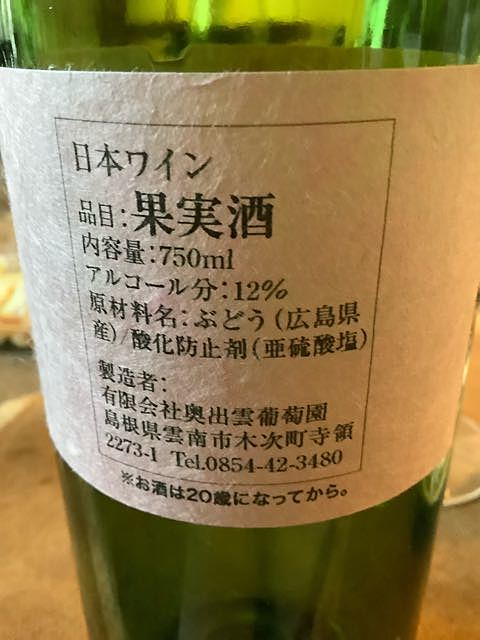 日本ワイン
品目:果実酒
内容量:750ml
アルコール分:12%
原材料名:ぶどう(広島県
産)/酸化防止剤(亜硫酸塩)
製造者:
有限会社奥出雲葡萄園
島根県雲南市木次町寺領
2273-1 Tel.0854-42-3480
※お酒は20歳になってから。